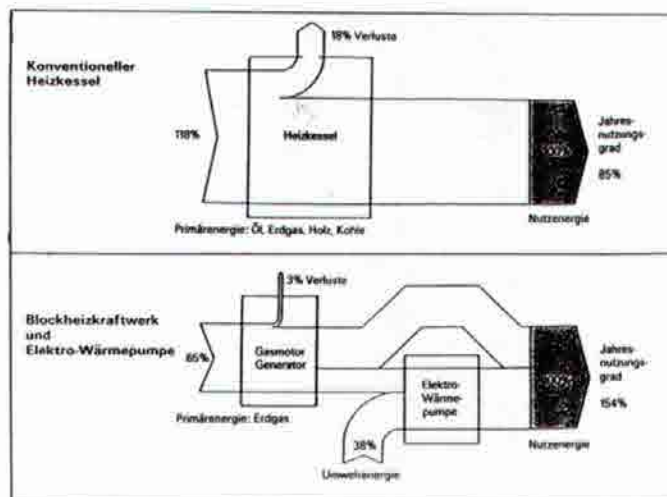 Konventioneller
Heizkessel
18% Verluste
118%
Heizkessel
Jahres-
nutzungs-
grad
85%
Nutzenergie
Primärenergie: Öl, Erdgas, Holz, Kohle
Blockheizkraftwerk
und
Elektro-Wärmepumpe
3% Verluste
65%
Gasmotor
Generator
Elektro-
Wärme-
pumpe
Jahres-
nutzungs-
grad
154%
Nutzenergie
Primärenergie: Erdgas
38%
Umweltenergie